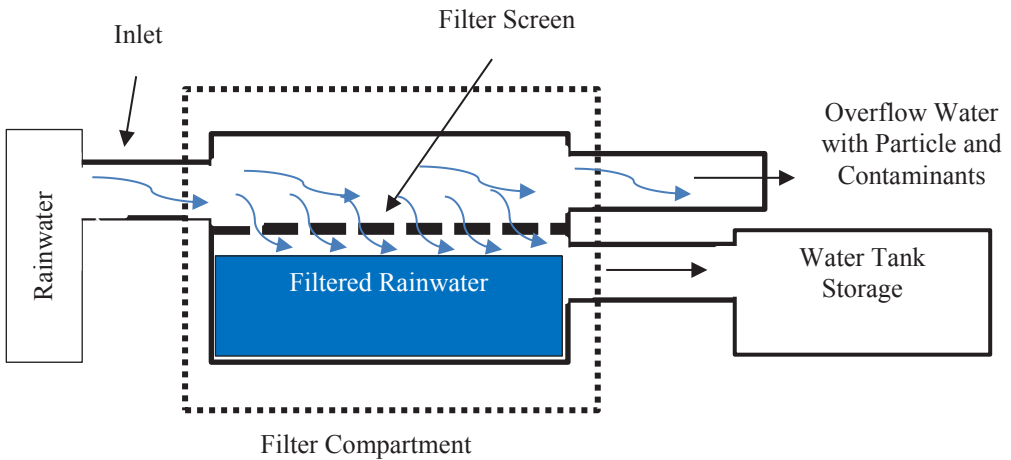 Filter Screen
Inlet
Overflow Water
with Particle and
Contaminants
Rainwater
Filtered Rainwater
Water Tank
Storage
Filter Compartment